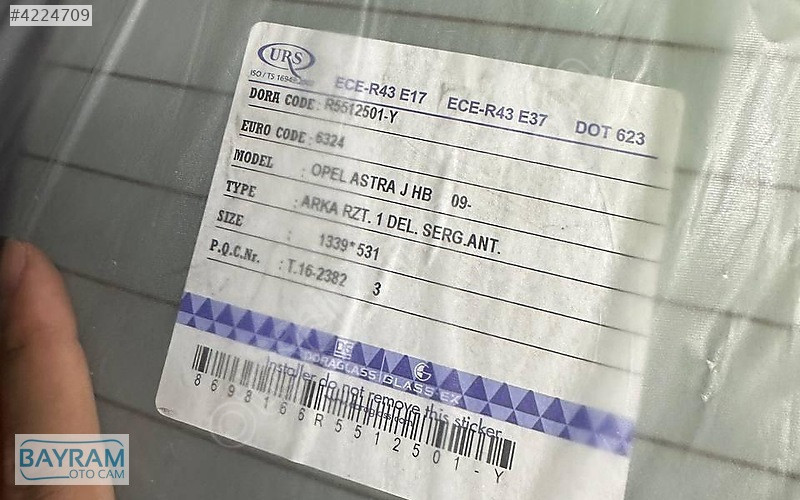 #4224709
URS
ISO / TS 16949:2002
ECE-R43 E17 ECE-R43 E37 DOT 623
DORA CODE : R5512501-Y
EURO CODE : 6324
MODEL : OPEL ASTRA J HB 09-
TYPE : ARKA RZT. 1 DEL. SERG.ANT.
SIZE : 1339*531
P.Q.C.Nr. : T.16-2382 3
DG
DORAGLASS GLASS EX
Installer do not remove this sticker
8698166R5512501-Y
BAYRAM
OTO CAM